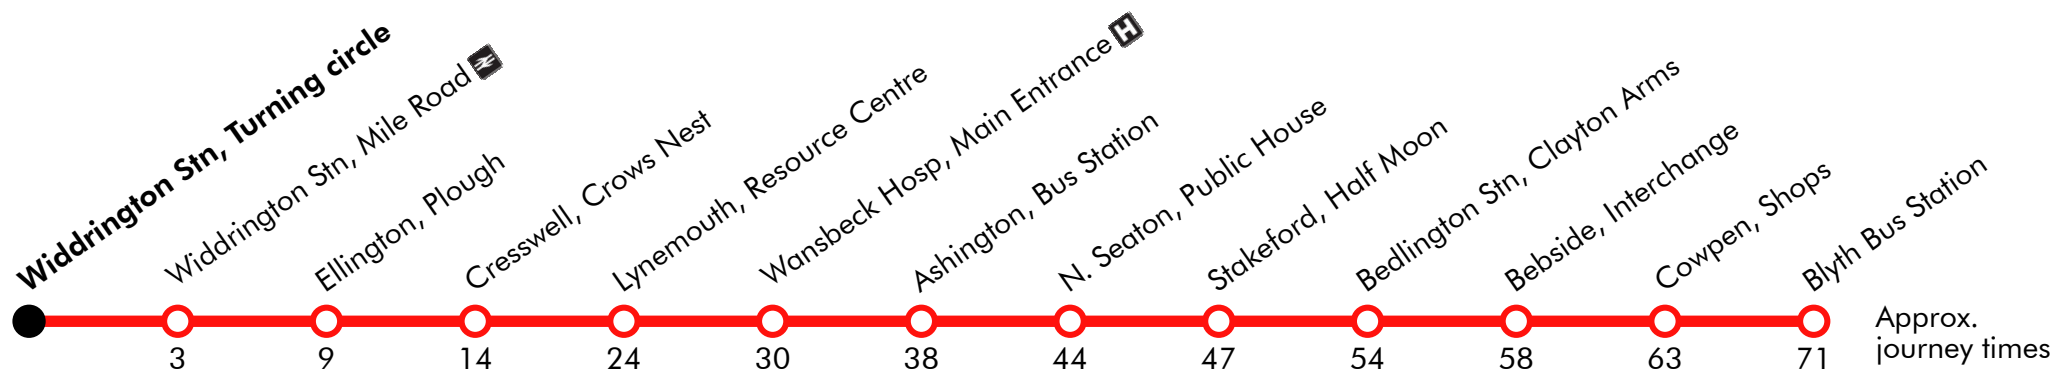 Widdrington Stn, Turning circle
Widdrington Stn, Mile Road
Ellington, Plough
Cresswell, Crows Nest
Lynemouth, Resource Centre
Wansbeck Hosp, Main Entrance H
Ashington, Bus Station
N. Seaton, Public House
Stakeford, Half Moon
Bedlington Stn, Clayton Arms
Bebside, Interchange
Cowpen, Shops
Blyth Bus Station
3 9 14 24 30 38 44 47 54 58 63 71
Approx.
journey times